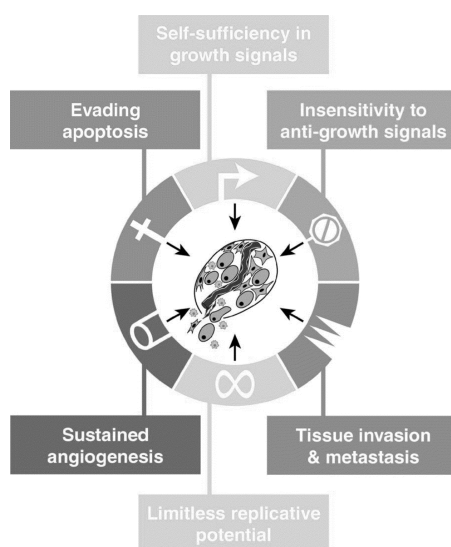 Self-sufficiency in
growth signals
Evading
apoptosis
Insensitivity to
anti-growth signals
Sustained
angiogenesis
Tissue invasion
& metastasis
Limitless replicative
potential